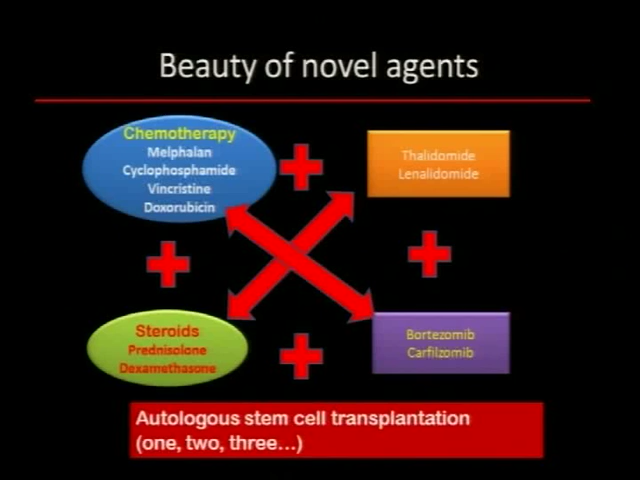 Beauty of novel agents
Chemotherapy
Melphalan
Cyclophosphamide
Vincristine
Doxorubicin
Thalidomide
Lenalidomide
Steroids
Prednisolone
Dexamethasone
Bortezomib
Carfilzomib
Autologous stem cell transplantation
(one, two, three...)